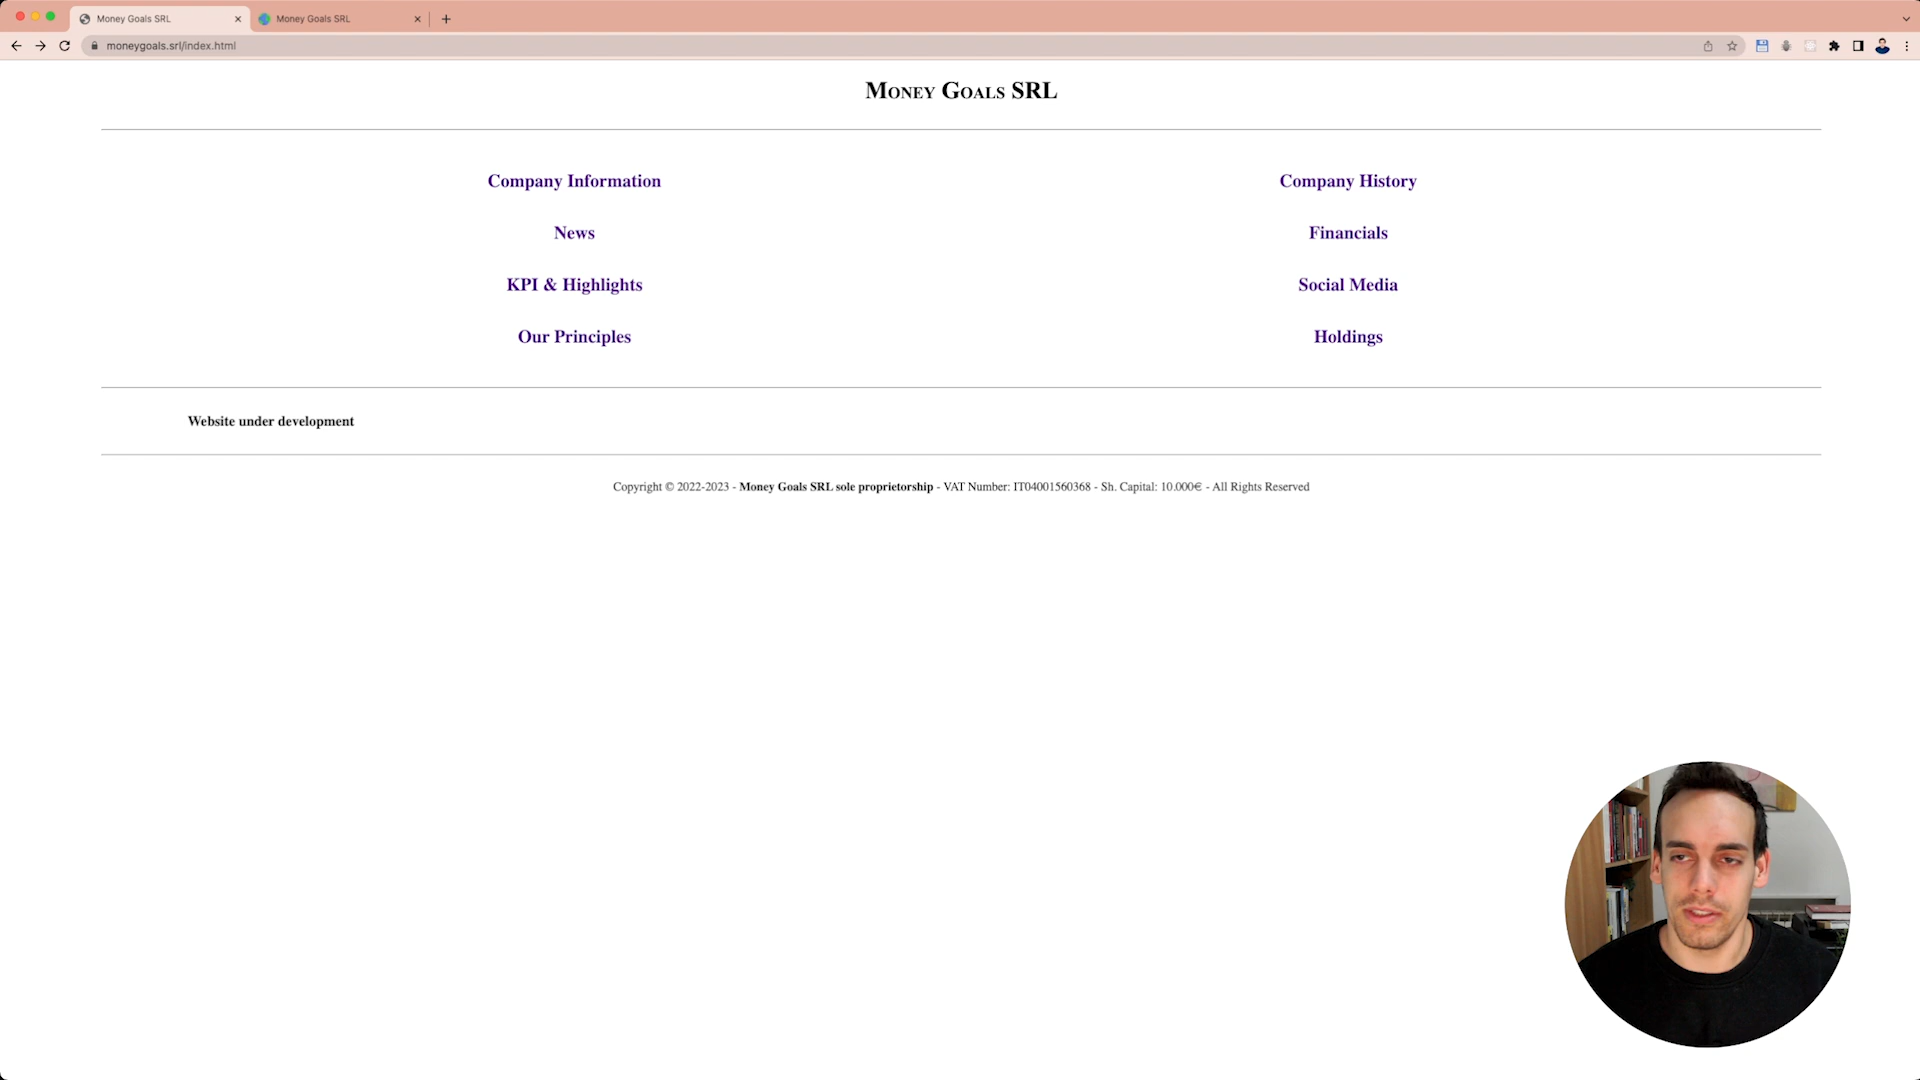 Money Goals SRL
Money Goals SRL
moneygoals.srl/index.html
Money Goals SRL
Company Information
Company History
News
Financials
KPI & Highlights
Social Media
Our Principles
Holdings
Website under development
Copyright © 2022-2023 - Money Goals SRL sole proprietorship - VAT Number: IT04001560368 - Sh. Capital: 10.000€ - All Rights Reserved